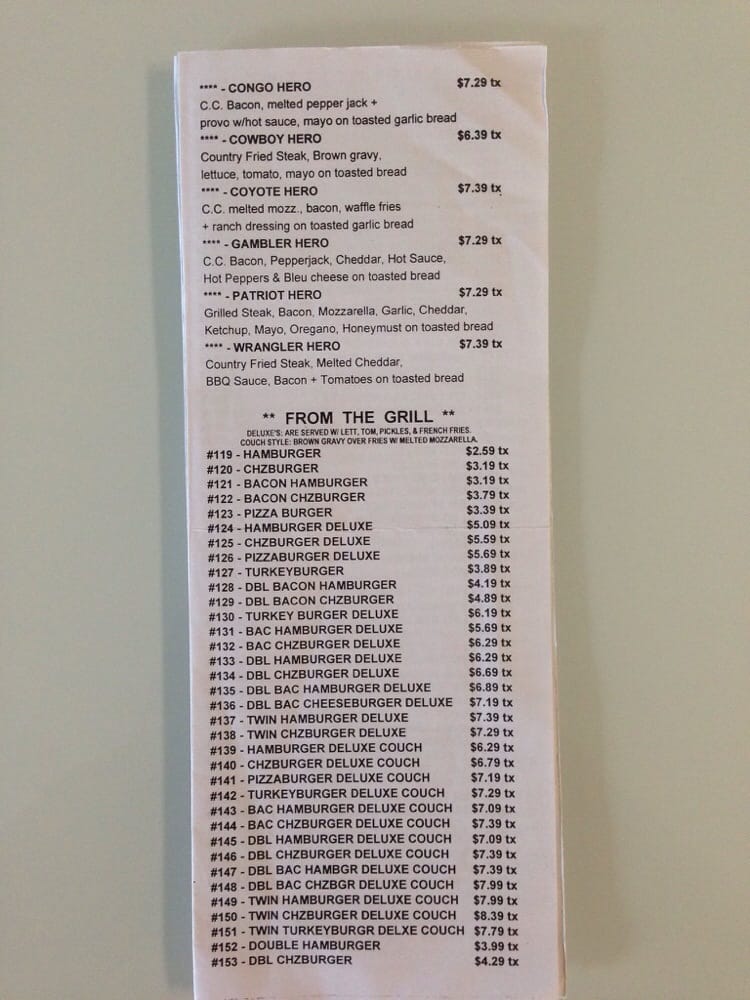 **** - CONGO HERO $7.29 tx
C.C. Bacon, melted pepper jack +
provo w/hot sauce, mayo on toasted garlic bread
**** - COWBOY HERO $6.39 tx
Country Fried Steak, Brown gravy,
lettuce, tomato, mayo on toasted bread
**** - COYOTE HERO $7.39 tx
C.C. melted mozz., bacon, waffle fries
+ ranch dressing on toasted garlic bread
**** - GAMBLER HERO $7.29 tx
C.C. Bacon, Pepperjack, Cheddar, Hot Sauce,
Hot Peppers & Bleu cheese on toasted bread
**** - PATRIOT HERO $7.29 tx
Grilled Steak, Bacon, Mozzarella, Garlic, Cheddar,
Ketchup, Mayo, Oregano, Honeymust on toasted bread
**** - WRANGLER HERO $7.39 tx
Country Fried Steak, Melted Cheddar,
BBQ Sauce, Bacon + Tomatoes on toasted bread
** FROM THE GRILL **
DELUXE'S: ARE SERVED W/ LETT, TOM, PICKLES, & FRENCH FRIES.
COUCH STYLE: BROWN GRAVY OVER FRIES W/ MELTED MOZZARELLA.
#119 - HAMBURGER $2.59 tx
#120 - CHZBURGER $3.19 tx
#121 - BACON HAMBURGER $3.19 tx
#122 - BACON CHZBURGER $3.79 tx
#123 - PIZZA BURGER $3.39 tx
#124 - HAMBURGER DELUXE $5.09 tx
#125 - CHZBURGER DELUXE $5.59 tx
#126 - PIZZABURGER DELUXE $5.69 tx
#127 - TURKEYBURGER $3.89 tx
#128 - DBL BACON HAMBURGER $4.19 tx
#129 - DBL BACON CHZBURGER $4.89 tx
#130 - TURKEY BURGER DELUXE $6.19 tx
#131 - BAC HAMBURGER DELUXE $5.69 tx
#132 - BAC CHZBURGER DELUXE $6.29 tx
#133 - DBL HAMBURGER DELUXE $6.29 tx
#134 - DBL CHZBURGER DELUXE $6.69 tx
#135 - DBL BAC HAMBURGER DELUXE $6.89 tx
#136 - DBL BAC CHEESEBURGER DELUXE $7.19 tx
#137 - TWIN HAMBURGER DELUXE $7.39 tx
#138 - TWIN CHZBURGER DELUXE $7.29 tx
#139 - HAMBURGER DELUXE COUCH $6.29 tx
#140 - CHZBURGER DELUXE COUCH $6.79 tx
#141 - PIZZABURGER DELUXE COUCH $7.19 tx
#142 - TURKEYBURGER DELUXE COUCH $7.29 tx
#143 - BAC HAMBURGER DELUXE COUCH $7.09 tx
#144 - BAC CHZBURGER DELUXE COUCH $7.39 tx
#145 - DBL HAMBURGER DELUXE COUCH $7.09 tx
#146 - DBL CHZBURGER DELUXE COUCH $7.39 tx
#147 - DBL BAC HAMBGR DELUXE COUCH $7.39 tx
#148 - DBL BAC CHZBGR DELUXE COUCH $7.99 tx
#149 - TWIN HAMBURGER DELUXE COUCH $7.99 tx
#150 - TWIN CHZBURGER DELUXE COUCH $8.39 tx
#151 - TWIN TURKEYBURGR DELXE COUCH $7.79 tx
#152 - DOUBLE HAMBURGER $3.99 tx
#153 - DBL CHZBURGER $4.29 tx